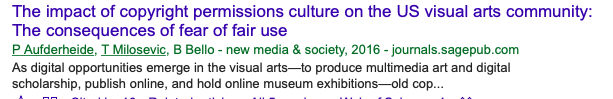 The impact of copyright permissions culture on the US visual arts community:
The consequences of fear of fair use
P Aufderheide, T Milosevic, B Bello - new media & society, 2016 - journals.sagepub.com
As digital opportunities emerge in the visual arts—to produce multimedia art and digital
scholarship, publish online, and hold online museum exhibitions—old cop...